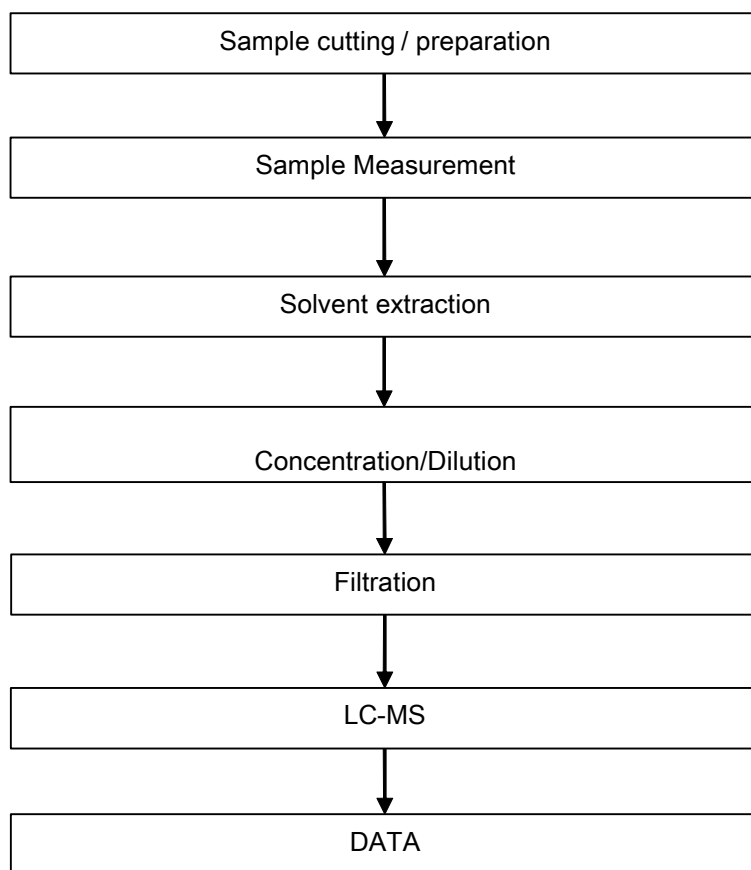 Sample cutting / preparation
Sample Measurement
Solvent extraction
Concentration/Dilution
Filtration
LC-MS
DATA